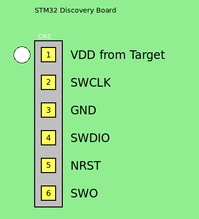 STM32 Discovery Board
CN2
1 VDD from Target
2 SWCLK
3 GND
4 SWDIO
5 NRST
6 SWO